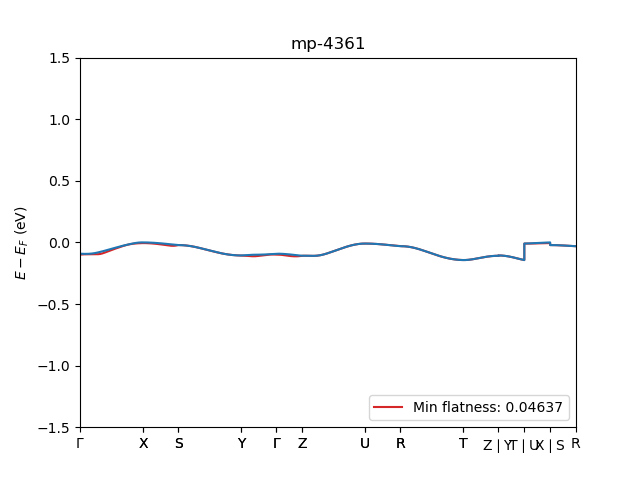 mp-4361
E − E_F (eV)
1.5
1.0
0.5
0.0
−0.5
−1.0
−1.5
Min flatness: 0.04637
Γ X S Y Γ Z U R T Z | Y T | U X | S R